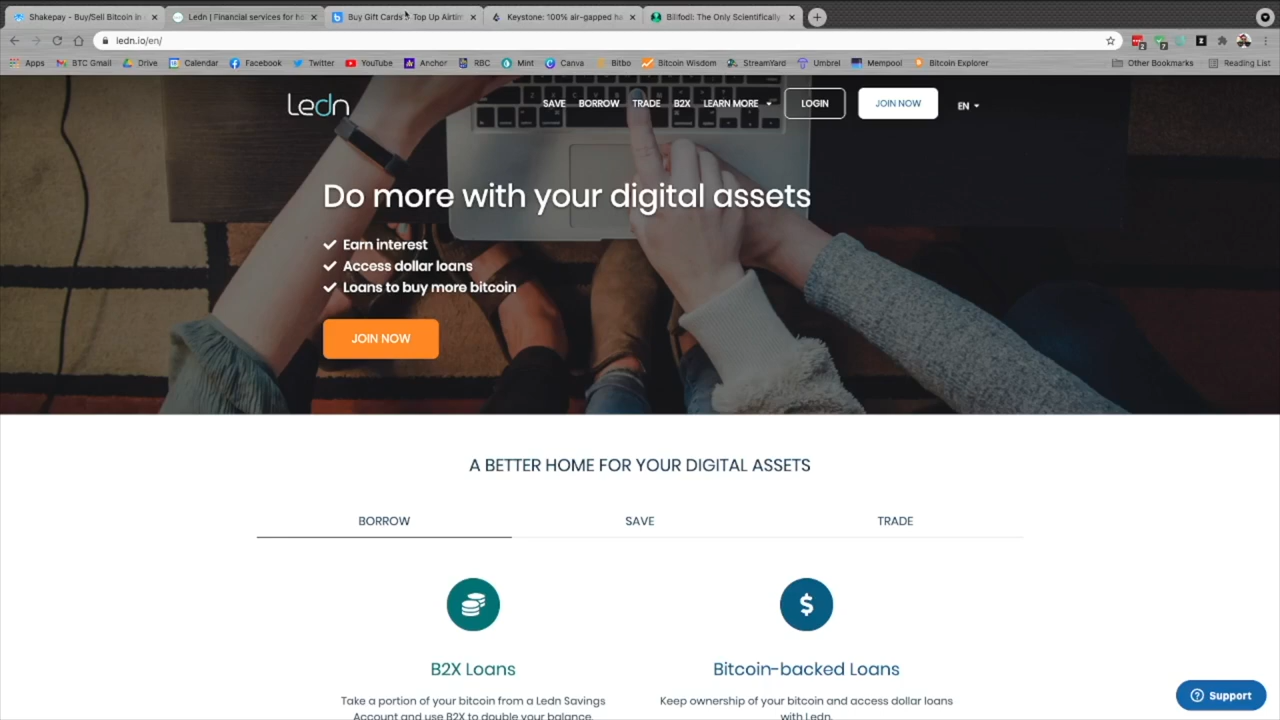 Shakepay - Buy/Sell Bitcoin in
Ledn | Financial services for ho
Buy Gift Cards Top Up Airtim
Keystone: 100% air-gapped ha
Billfodl: The Only Scientifically
ledn.io/en/
Apps BTC Gmail Drive Calendar Facebook Twitter YouTube Anchor RBC Mint Canva Bitbo Bitcoin Wisdom StreamYard Umbrel Mempool Bitcoin Explorer Other Bookmarks Reading List
ledn SAVE BORROW TRADE B2X LEARN MORE LOGIN JOIN NOW EN
Do more with your digital assets
Earn interest
Access dollar loans
Loans to buy more bitcoin
JOIN NOW
A BETTER HOME FOR YOUR DIGITAL ASSETS
BORROW SAVE TRADE
B2X Loans
Take a portion of your bitcoin from a Ledn Savings
Account and use B2X to double your balance.
Bitcoin-backed Loans
Keep ownership of your bitcoin and access dollar loans
with Ledn.
Support